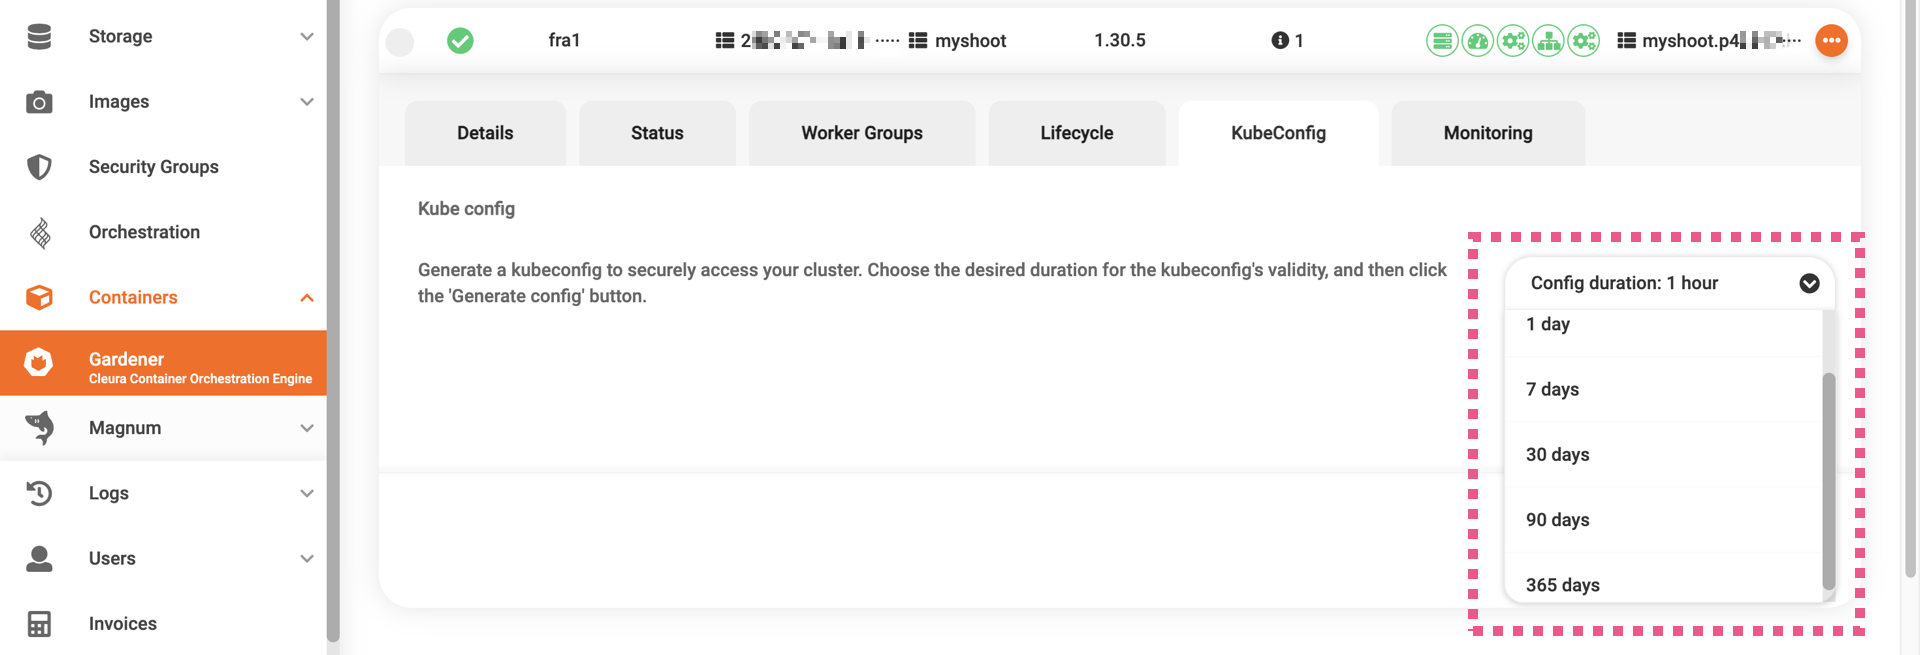 Storage
Images
Security Groups
Orchestration
Containers
Gardener
Cleura Container Orchestration Engine
Magnum
Logs
Users
Invoices
fra1 2 ..... myshoot 1.30.5 1 myshoot.p4 ...
Details Status Worker Groups Lifecycle KubeConfig Monitoring
Kube config
Generate a kubeconfig to securely access your cluster. Choose the desired duration for the kubeconfig's validity, and then click
the 'Generate config' button.
Config duration: 1 hour
1 day
7 days
30 days
90 days
365 days